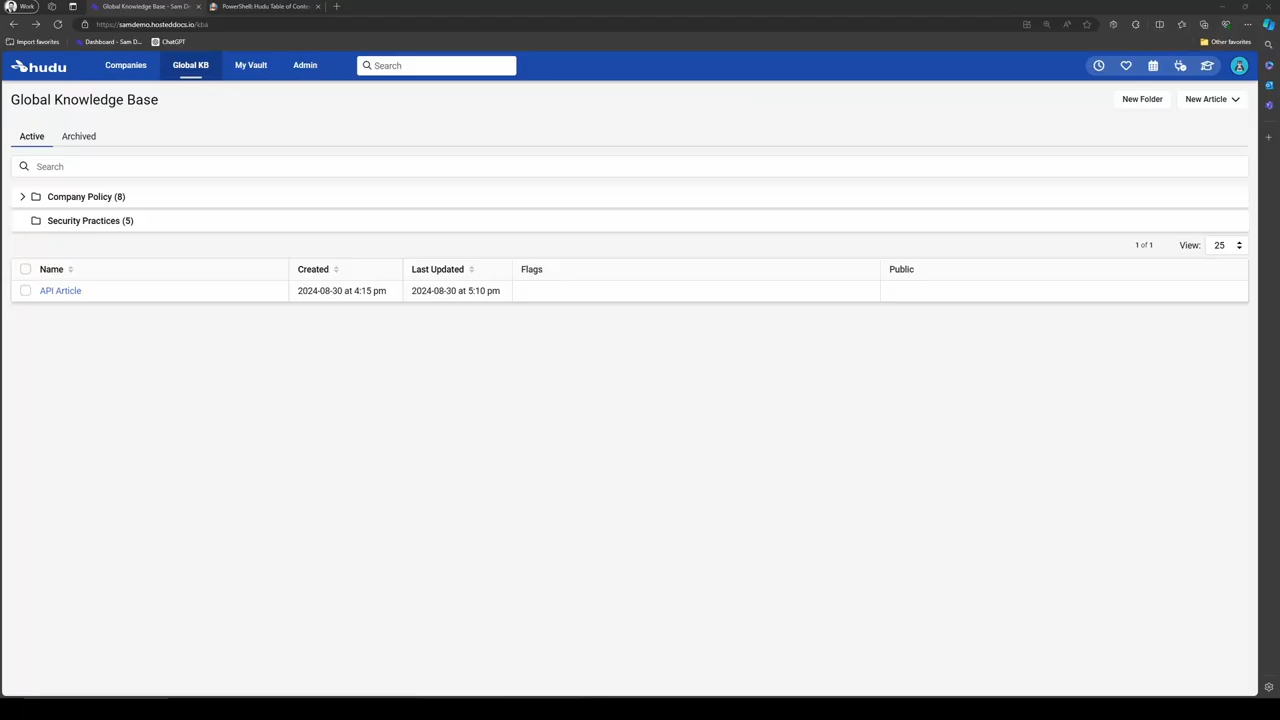 Work
Global Knowledge Base - Sam D
PowerShell: Hudu Table of Conte
https://samdemo.hosteddocs.io/kba
Import favorites
Dashboard - Sam D...
ChatGPT
Other favorites
hudu
Companies
Global KB
My Vault
Admin
Search
Global Knowledge Base
New Folder
New Article
Active
Archived
Search
Company Policy (8)
Security Practices (5)
1 of 1
View: 25
Name Created Last Updated Flags Public
API Article 2024-08-30 at 4:15 pm 2024-08-30 at 5:10 pm